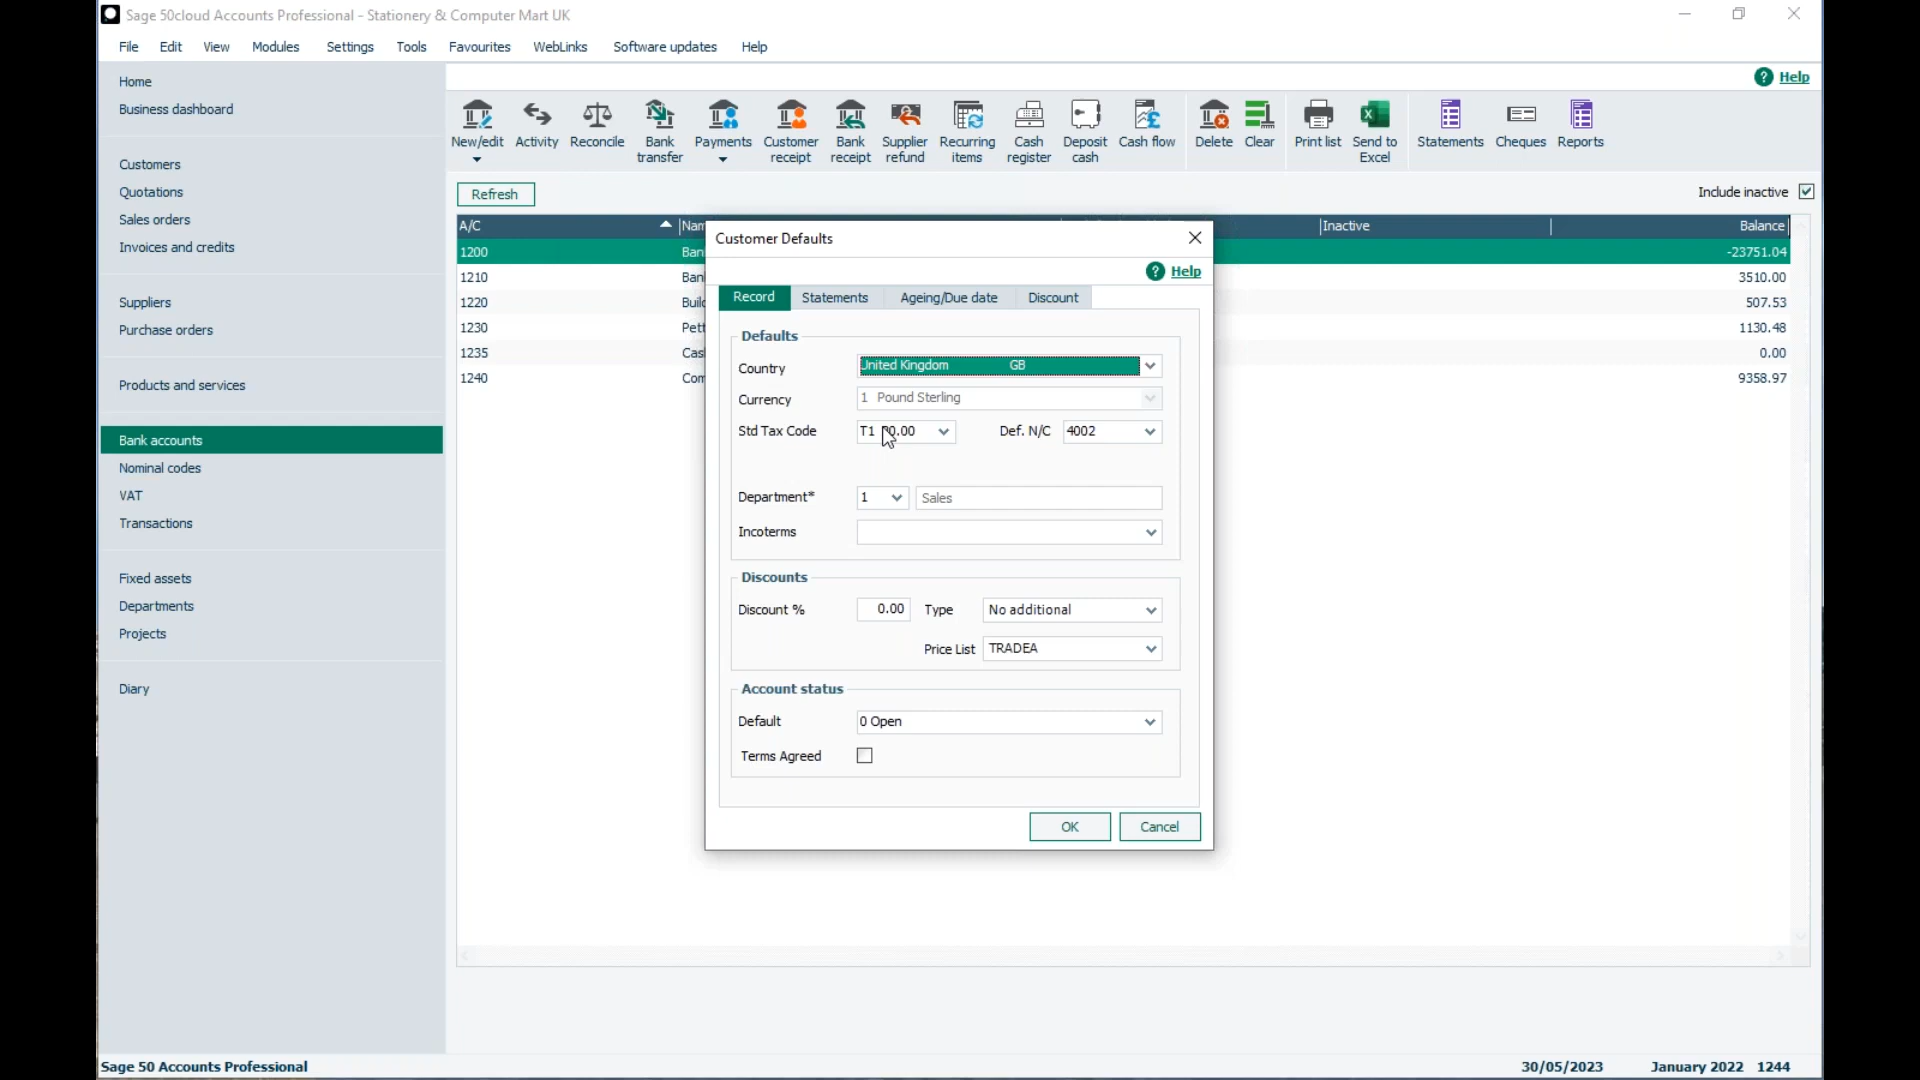 Sage 50cloud Accounts Professional - Stationery & Computer Mart UK
File Edit View Modules Settings Tools Favourites WebLinks Software updates Help
Help
Home
Business dashboard
Customers
Quotations
Sales orders
Invoices and credits
Suppliers
Purchase orders
Products and services
Bank accounts
Nominal codes
VAT
Transactions
Fixed assets
Departments
Projects
Diary
New/edit Activity Reconcile Bank transfer Payments Customer receipt Bank receipt Supplier refund Recurring items Cash register Deposit cash Cash flow Delete Clear Print list Send to Excel Statements Cheques Reports
Refresh Include inactive
A/C Inactive Balance
1200 -23751.04
1210 3510.00
1220 507.53
1230 1130.48
1235 0.00
1240 9358.97
Customer Defaults
Help
Record Statements Ageing/Due date Discount
Defaults
Country United Kingdom GB
Currency 1 Pound Sterling
Std Tax Code T1 Def. N/C 4002
Department* 1 Sales
Incoterms
Discounts
Discount % 0.00 Type No additional
Price List TRADEA
Account status
Default 0 Open
Terms Agreed
OK Cancel
Sage 50 Accounts Professional 30/05/2023 January 2022 1244